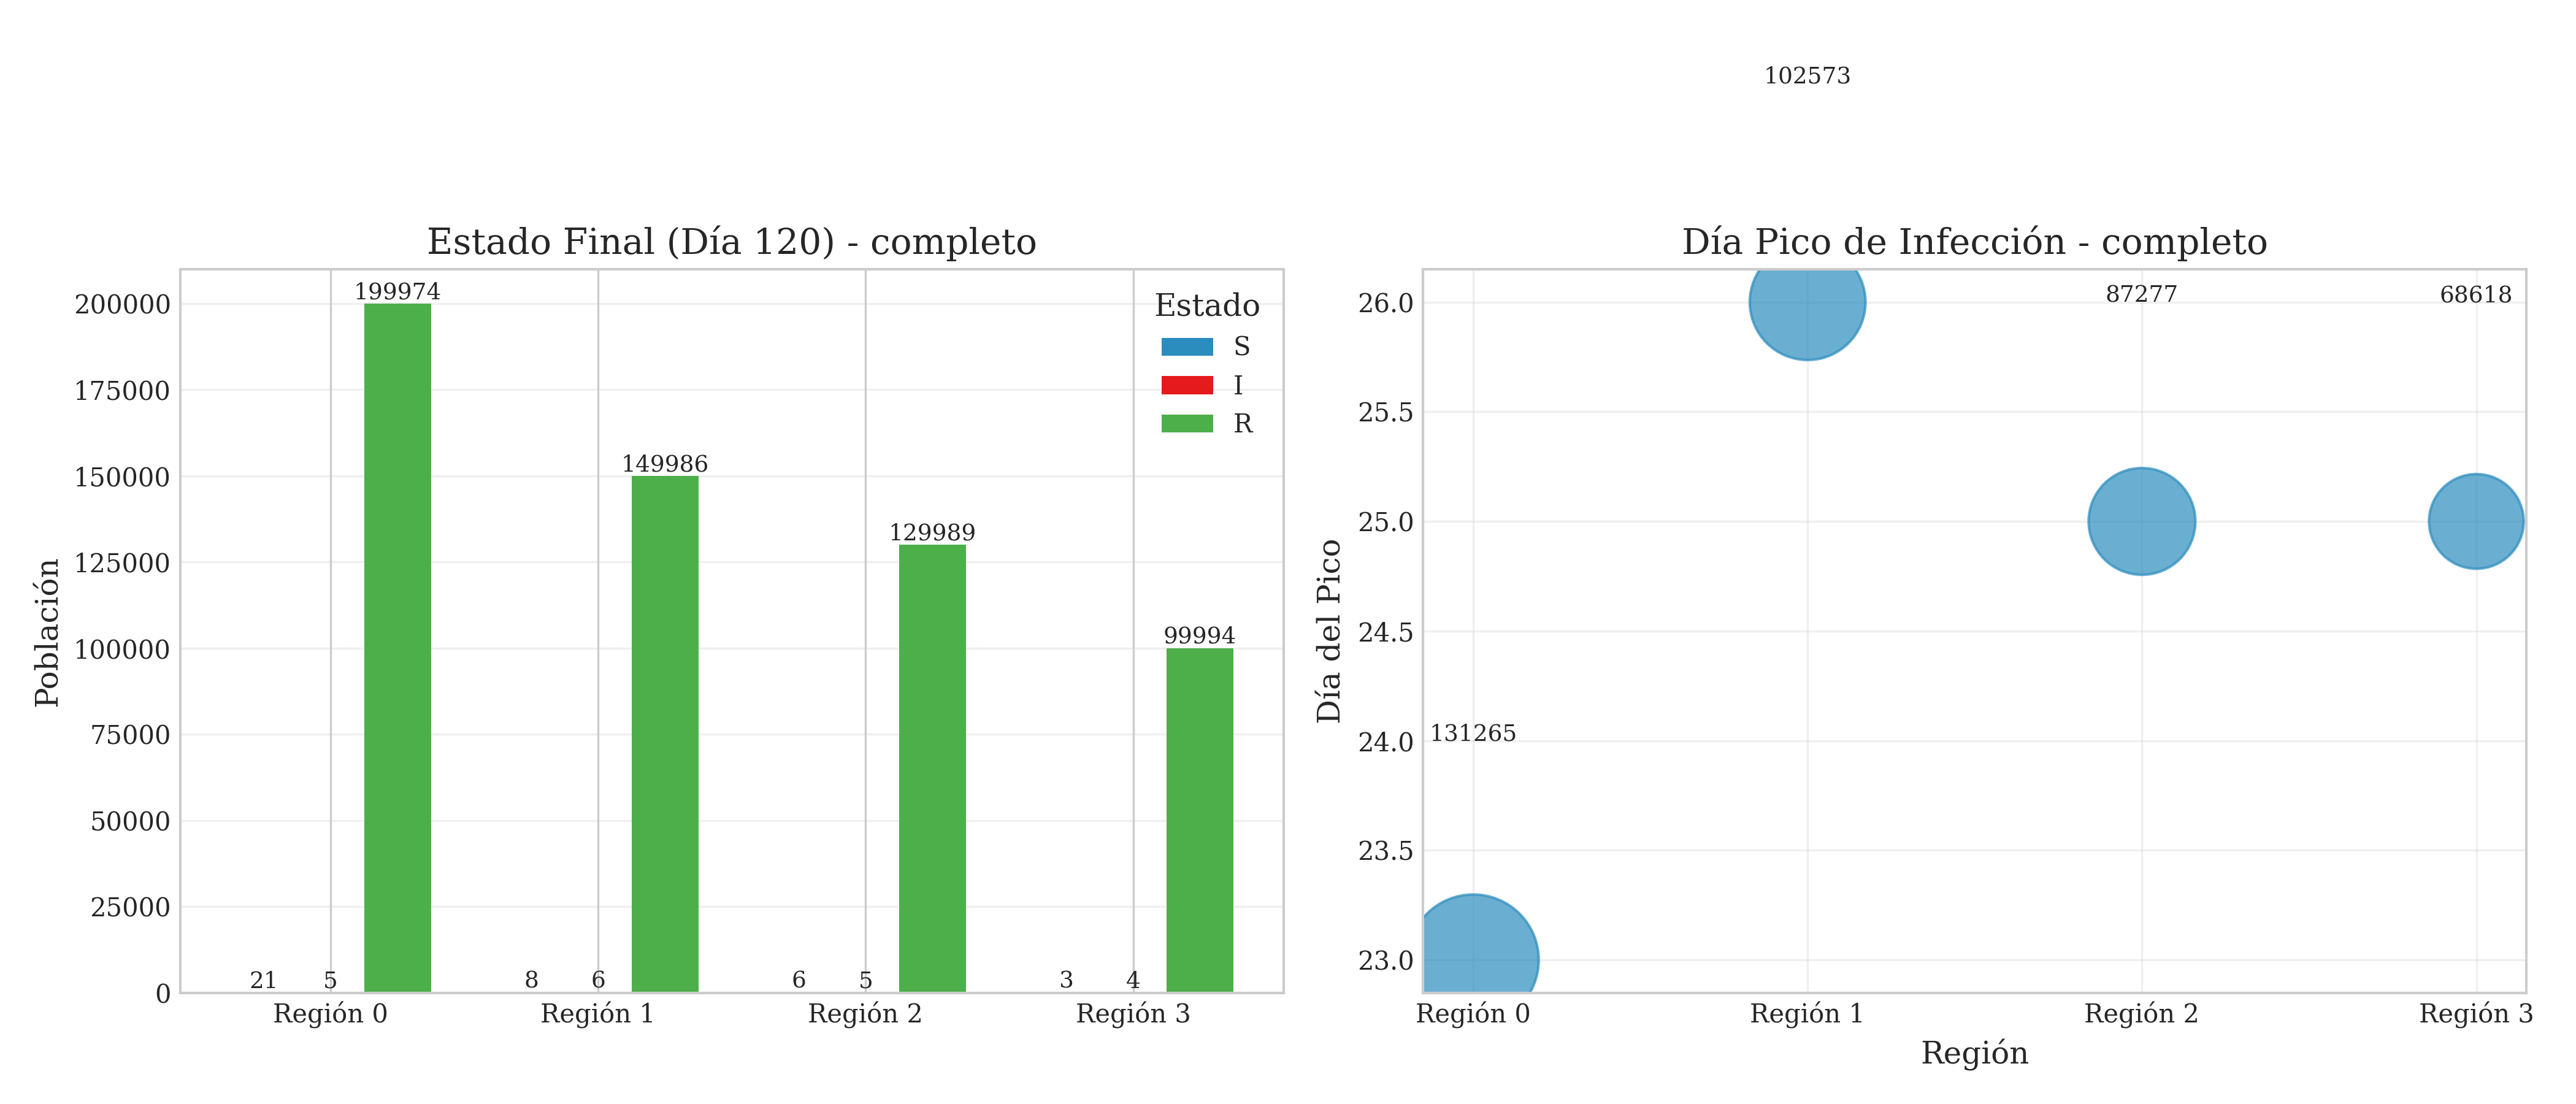 102573
Estado Final (Día 120) - completo
Población
200000
175000
150000
125000
100000
75000
50000
25000
0
199974
149986
129989
99994
21
5
8
6
6
5
3
4
Región 0
Región 1
Región 2
Región 3
Estado
S
I
R
Día Pico de Infección - completo
Día del Pico
26.0
25.5
25.0
24.5
24.0
23.5
23.0
87277
68618
131265
Región 0
Región 1
Región 2
Región 3
Región